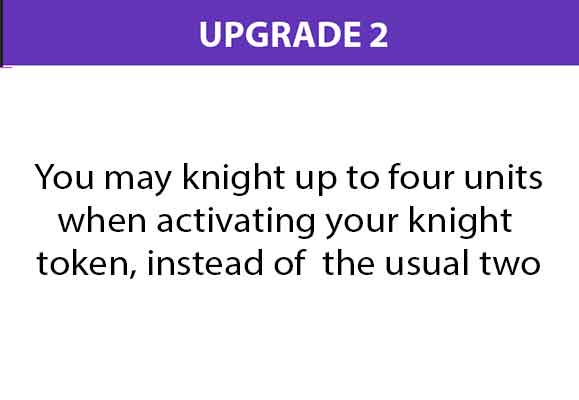 UPGRADE 2
You may knight up to four units
when activating your knight
token, instead of  the usual two